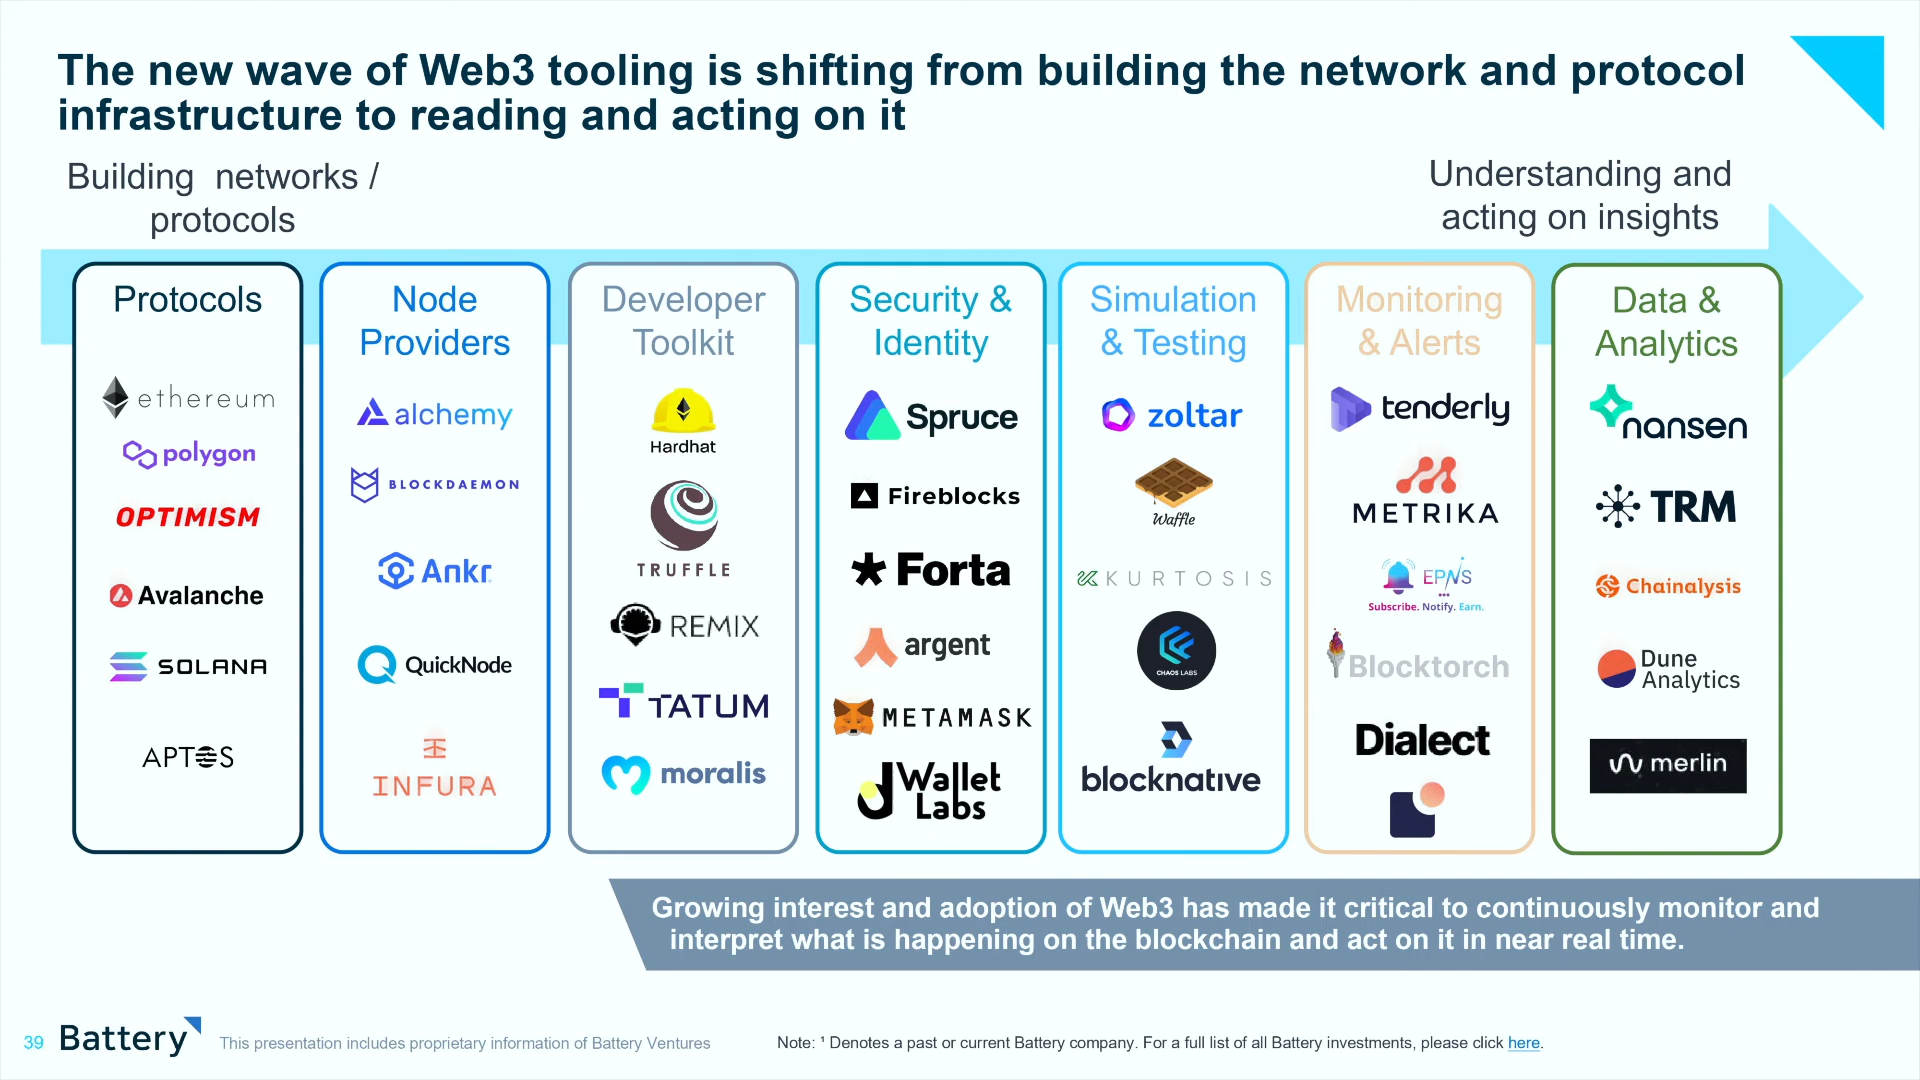 The new wave of Web3 tooling is shifting from building the network and protocol
infrastructure to reading and acting on it
Building networks /
protocols
Understanding and
acting on insights
Protocols
ethereum
polygon
OPTIMISM
Avalanche
SOLANA
APTOS
Node
Providers
alchemy
BLOCKDAEMON
Ankr
QuickNode
INFURA
Developer
Toolkit
Hardhat
TRUFFLE
REMIX
TATUM
moralis
Security &
Identity
Spruce
Fireblocks
Forta
argent
METAMASK
Wallet
Labs
Simulation
& Testing
zoltar
Waffle
KURTOSIS
CHAOS LABS
blocknative
Monitoring
& Alerts
tenderly
METRIKA
EPNS
Subscribe. Notify. Earn.
Blocktorch
Dialect
Data &
Analytics
nansen
TRM
Chainalysis
Dune
Analytics
merlin
Growing interest and adoption of Web3 has made it critical to continuously monitor and
interpret what is happening on the blockchain and act on it in near real time.
39
Battery
This presentation includes proprietary information of Battery Ventures
Note: ¹ Denotes a past or current Battery company. For a full list of all Battery investments, please click here.